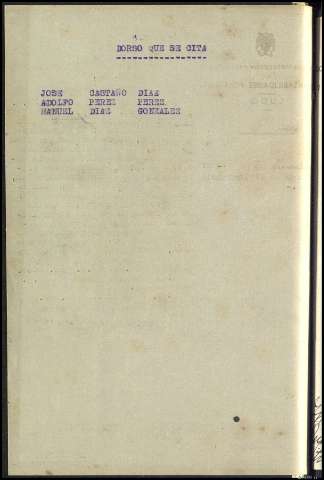 DORSO QUE SE CITA
JOSE CASTAÑO DIAZ
ADOLFO PEREZ PEREZ
MANUEL DIAZ GONZALEZ